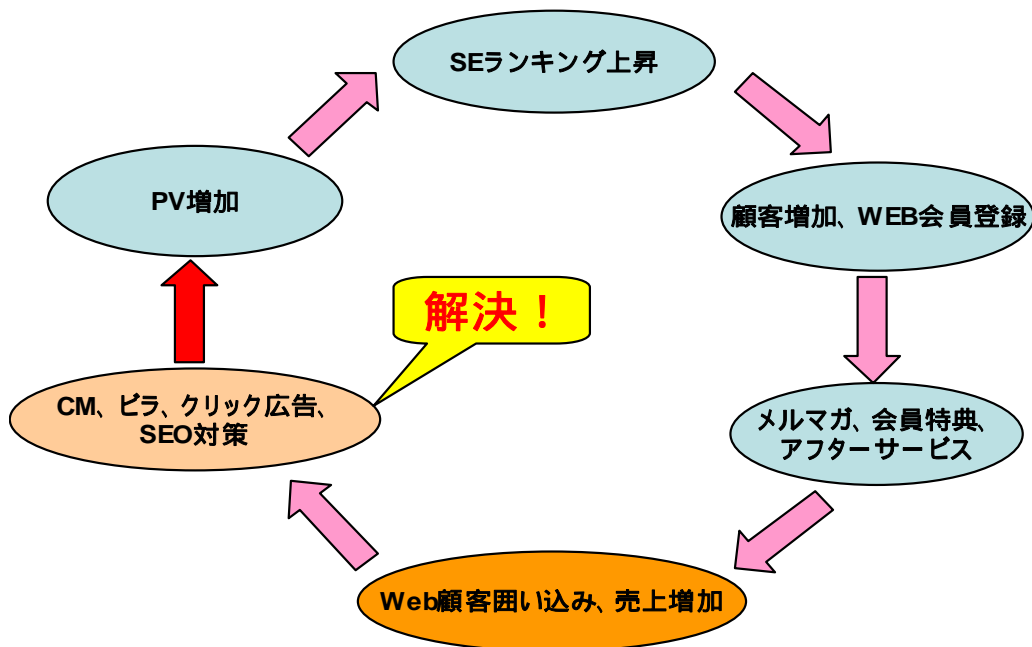 SEランキング上昇
PV増加
顧客増加、WEB会員登録
解決！
CM、ビラ、クリック広告、
SEO対策
メルマガ、会員特典、
アフターサービス
Web顧客囲い込み、売上増加